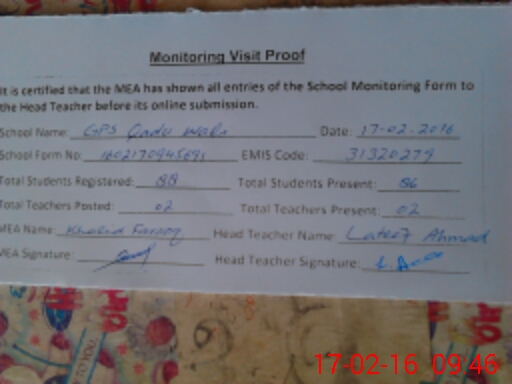 Monitoring Visit Proof
It is certified that the MEA has shown all entries of the School Monitoring Form to
the Head Teacher before its online submission.
School Name: GPS Qadu Wali Date: 17-02-2016
School Form No: EMIS Code: 31320279
Total Students Registered: 88 Total Students Present: 86
Total Teachers Posted: 02 Total Teachers Present: 02
MEA Name: Khalid Farooq Head Teacher Name: Lateef Ahmad
MEA Signature: Head Teacher Signature:
TO YOU
17-02-16 09:46